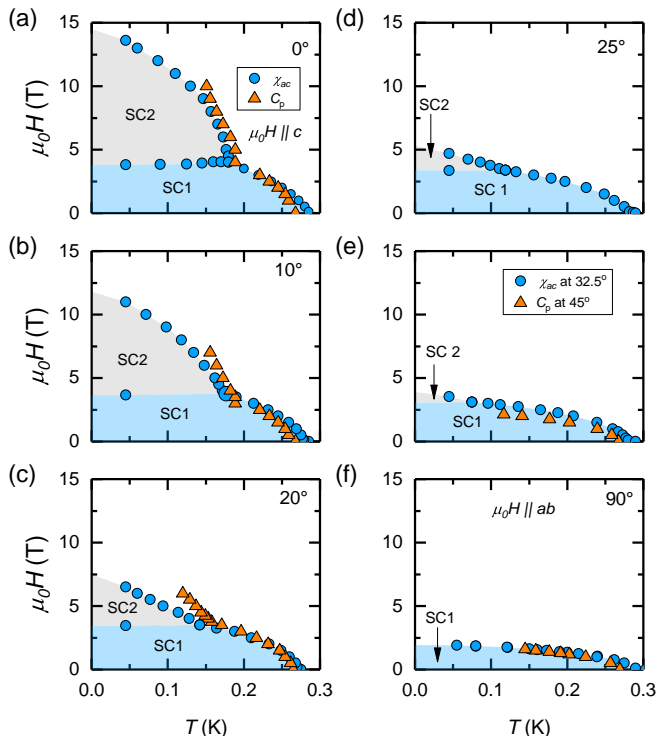 (a)
15
10
5
0
μ₀H (T)
0°
χac
Cp
μ₀H || c
SC2
SC1
(b)
15
10
5
0
μ₀H (T)
10°
SC2
SC1
(c)
15
10
5
0
μ₀H (T)
20°
SC2
SC1
0.0 0.1 0.2 0.3
T (K)
(d)
15
10
5
0
25°
SC2
SC 1
(e)
15
10
5
0
χac at 32.5°
Cp at 45°
SC 2
SC1
(f)
15
10
5
0
μ₀H || ab
90°
SC1
0.0 0.1 0.2 0.3
T (K)